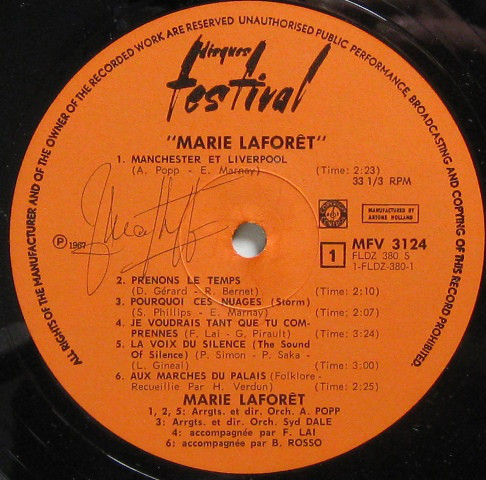 ALL RIGHTS OF THE MANUFACTURER AND OF THE OWNER OF THE RECORDED WORK ARE RESERVED UNAUTHORISED PUBLIC PERFORMANCE, BROADCASTING AND COPYING OF THIS RECORD PROHIBITED.
disques
festival
"MARIE LAFORÊT"
1. MANCHESTER ET LIVERPOOL
(A. Popp - E. Marnay) (Time: 2:23)
33 1/3 RPM
MANUFACTURED BY
ARTONE HOLLAND
P 1967
1
MFV 3124
FLDZ 380 S
1-FLDZ-380-1
2. PRENONS LE TEMPS
(D. Gérard - R. Bernet) (Time: 2:10)
3. POURQUOI CES NUAGES (Storm)
(S. Phillips - E. Marnay) (Time: 2:07)
4. JE VOUDRAIS TANT QUE TU COM-
PRENNES (F. Lai - G. Pirault) (Time: 3:24)
5. LA VOIX DU SILENCE (The Sound
Of Silence) (P. Simon - P. Saka-
L. Gineai) (Time: 3:00)
6. AUX MARCHES DU PALAIS (Folklore-
Recueillie Par H. Verdun) (Time: 2:25)
MARIE LAFORÊT
1, 2, 5: Arrgts. et dir. Orch. A. POPP
3: Arrgts. et dir. Orch. Syd DALE
4: accompagnée par F. LAI
6: accompagnée par B. ROSSO